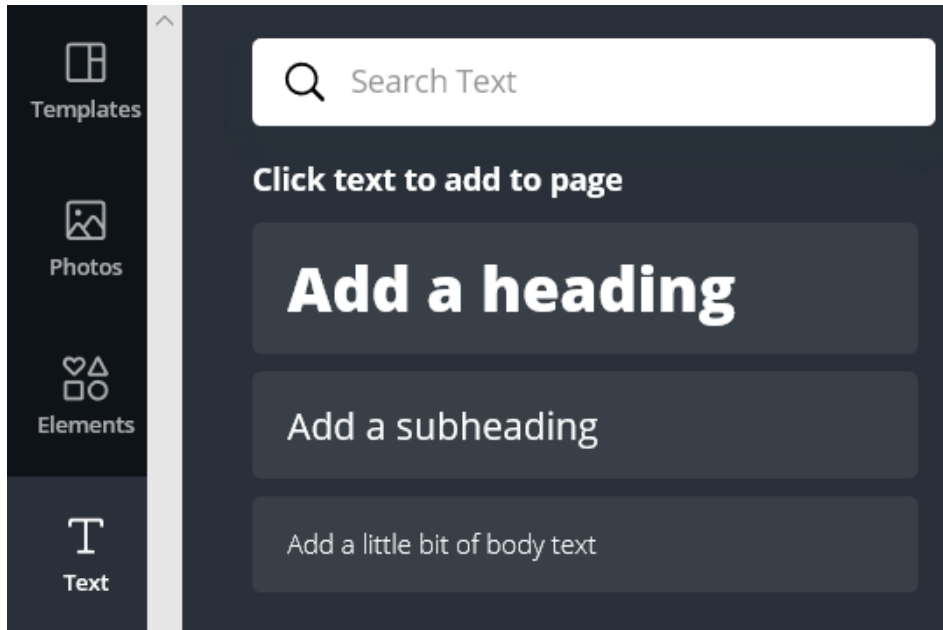 Templates
Photos
Elements
Text
Search Text
Click text to add to page
Add a heading
Add a subheading
Add a little bit of body text